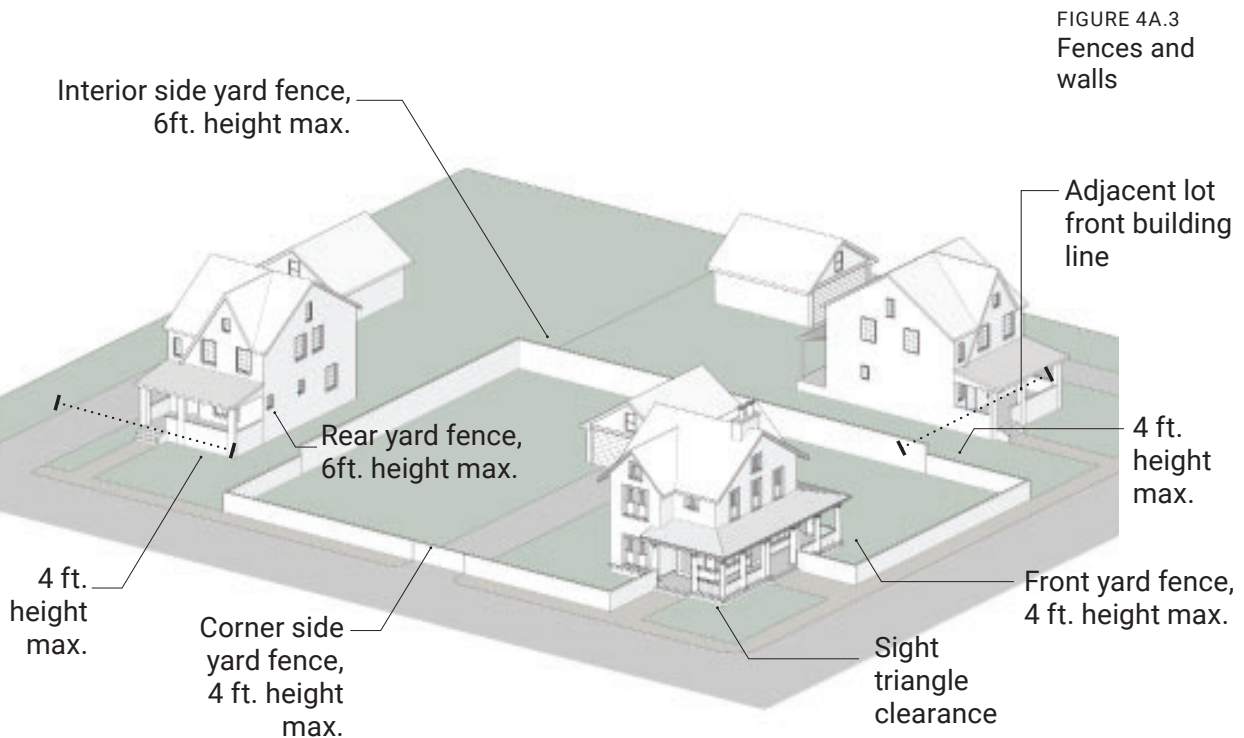 FIGURE 4A.3
Fences and
walls
Interior side yard fence,
6ft. height max.
Adjacent lot
front building
line
Rear yard fence,
6ft. height max.
4 ft.
height
max.
4 ft.
height
max.
Corner side
yard fence,
4 ft. height
max.
Front yard fence,
4 ft. height max.
Sight
triangle
clearance